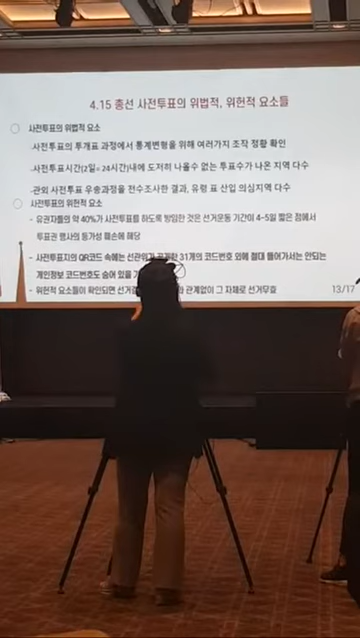 4.15 총선 사전투표의 위법적, 위헌적 요소들
사전투표의 위법적 요소
-사전투표의 투개표 과정에서 통계변형을 위해 여러가지 조작 정황 확인
-사전투표시간(2일=24시간)내에 도저히 나올수 없는 투표수가 나온 지역 다수
-관외 사전투표 우송과정을 전수조사한 결과, 유령 표 산입 의심지역 다수
사전투표의 위헌적 요소
- 유권자들의 약 40%가 사전투표를 하도록 방임한 것은 선거운동 기간이 4~5일 짧은 점에서
투표권 행사의 등가성 훼손에 해당
- 사전투표지의 QR코드 속에는 선관위가 31개의 코드번호 외에 절대 들어가서는 안되는
개인정보 코드번호도 숨어 있을
- 위헌적 요소들이 확인되면 관계없이 그 자체로 선거무효
13/17